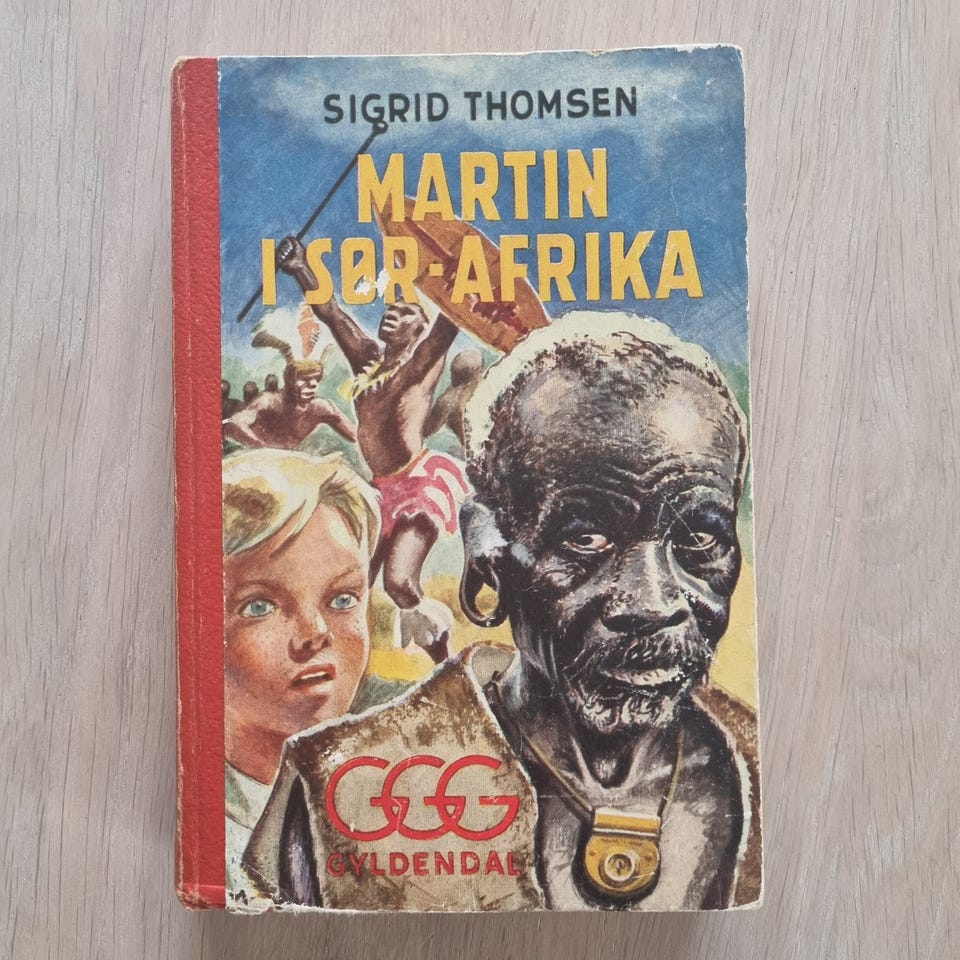 SIGRID THOMSEN
MARTIN
I SØR-AFRIKA
GGG
GYLDENDAL